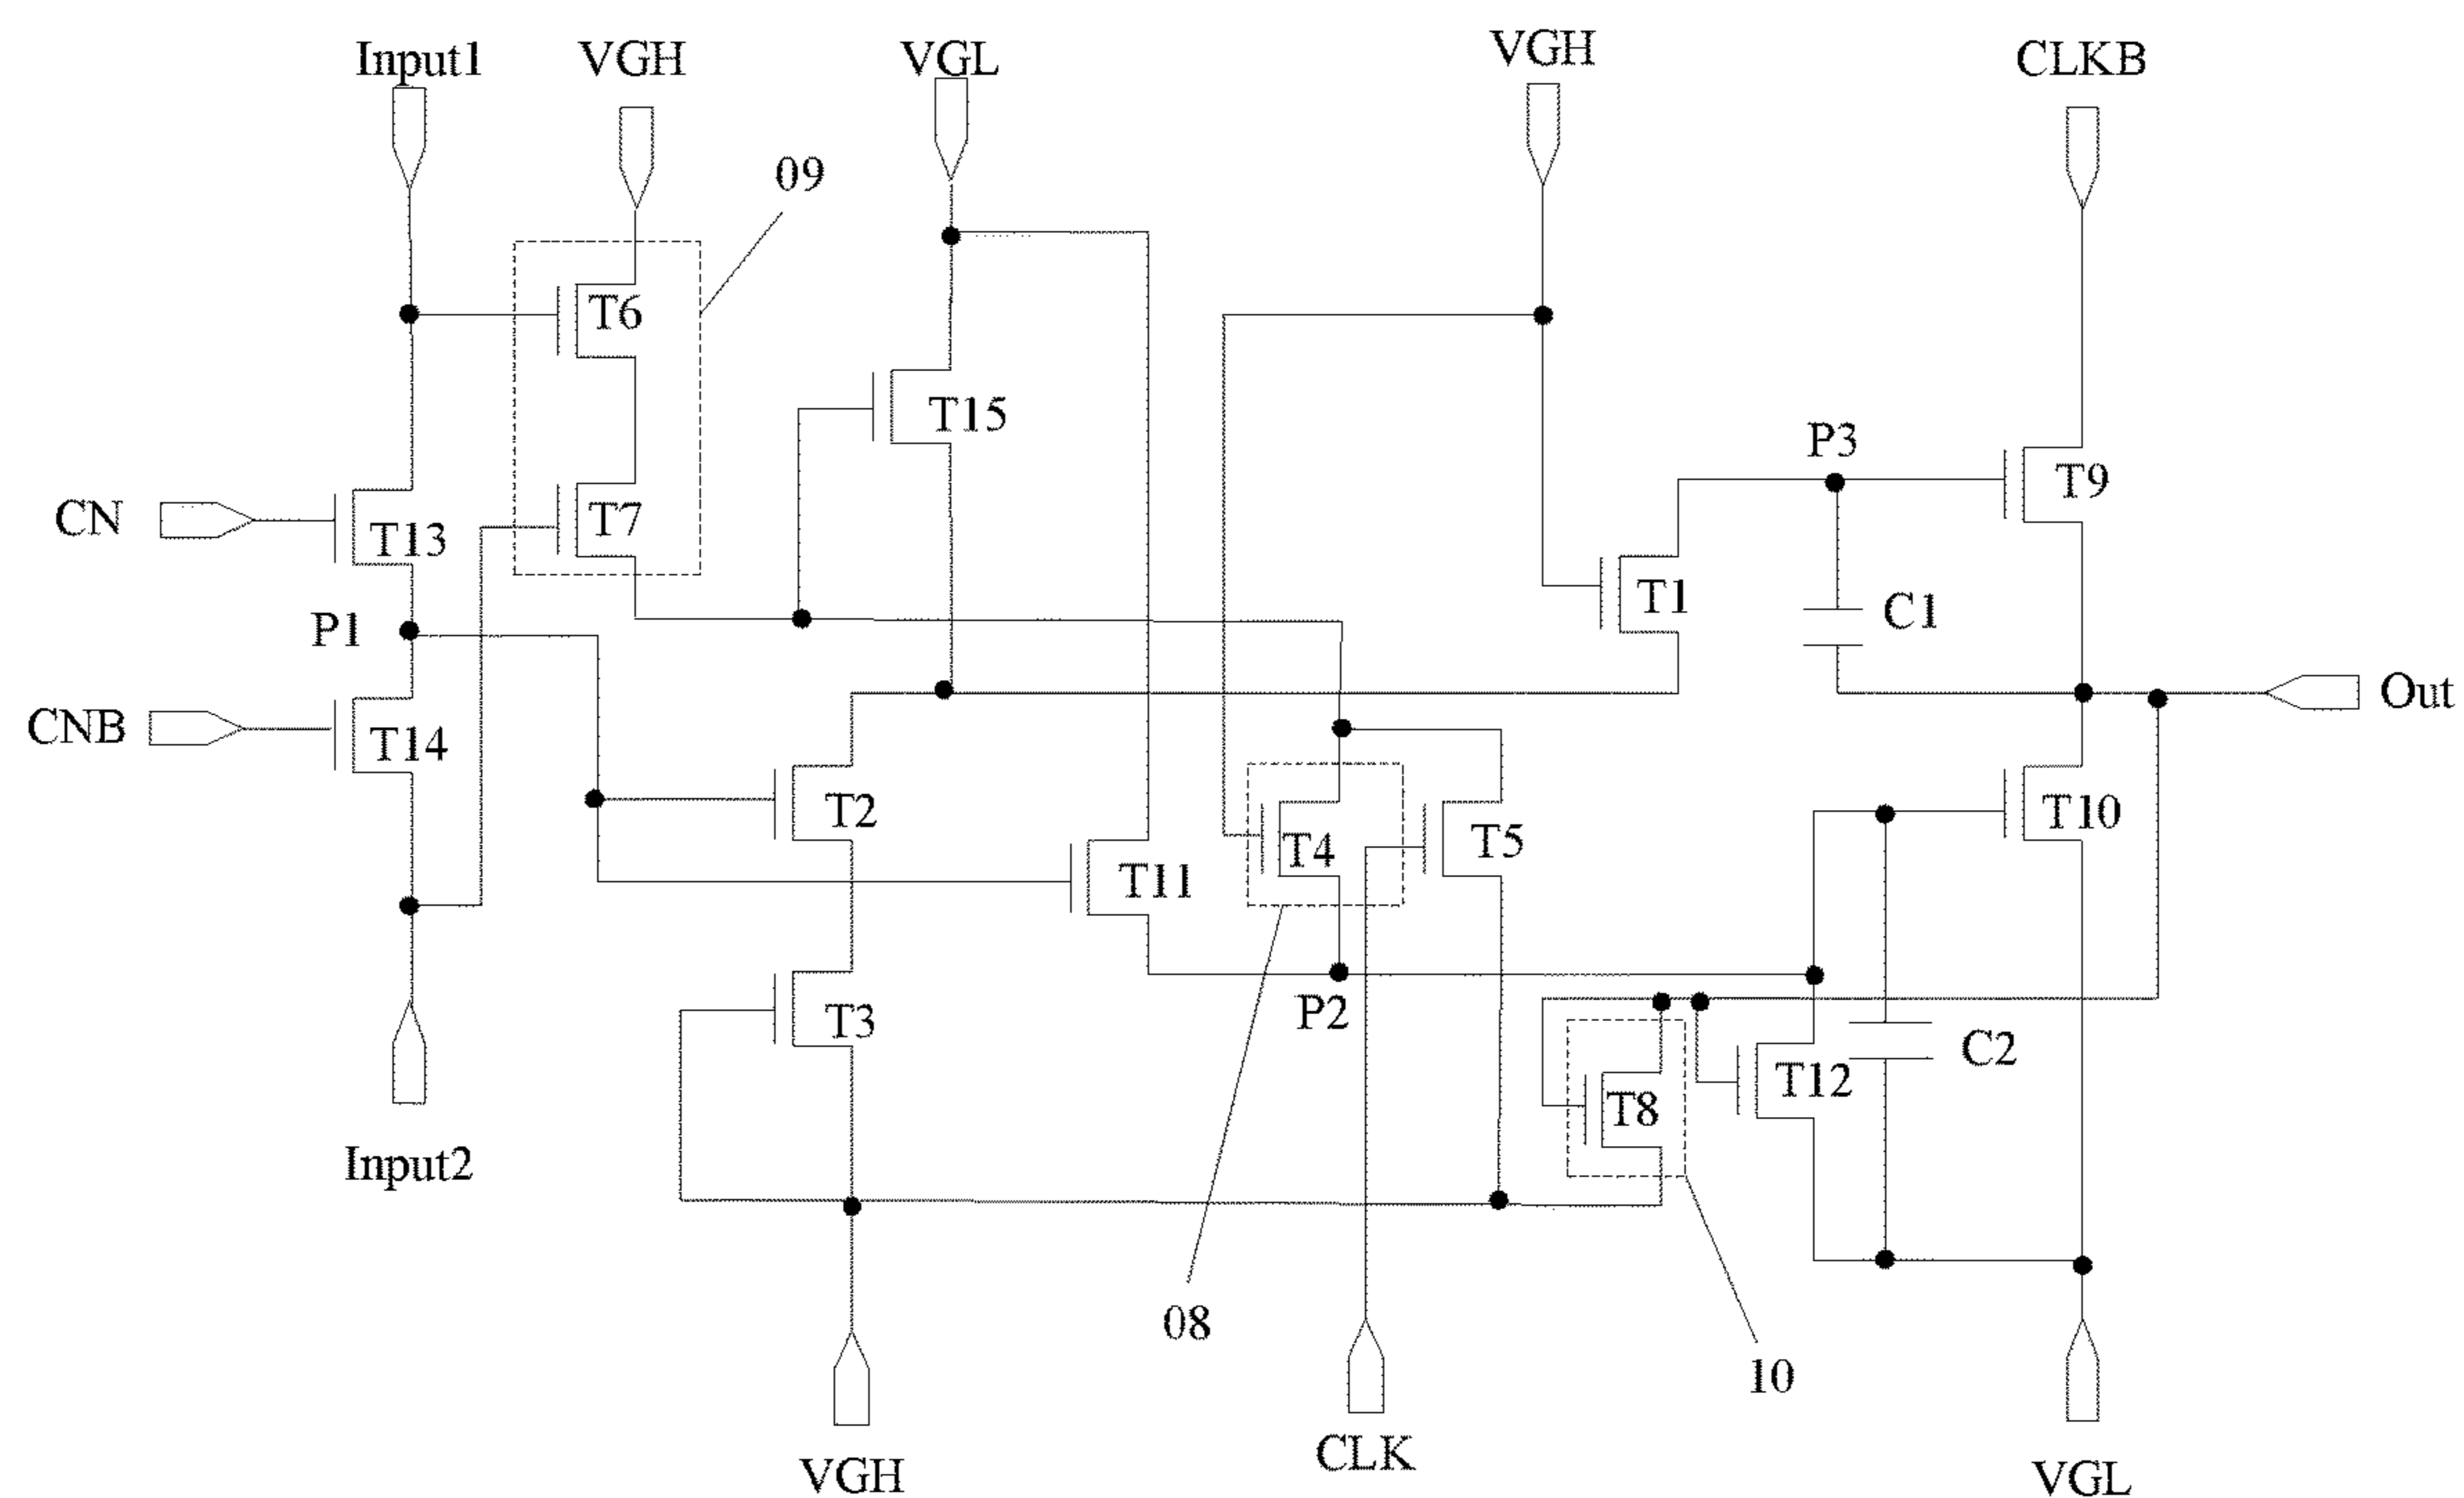 Input1
VGH
VGL
VGH
CLKB
09
T6
T15
P3
T9
CN
T13
T7
T1
C1
P1
CNB
T14
Out
T2
T4
T5
T10
T11
T3
P2
C2
T12
T8
Input2
08
10
VGH
CLK
VGL